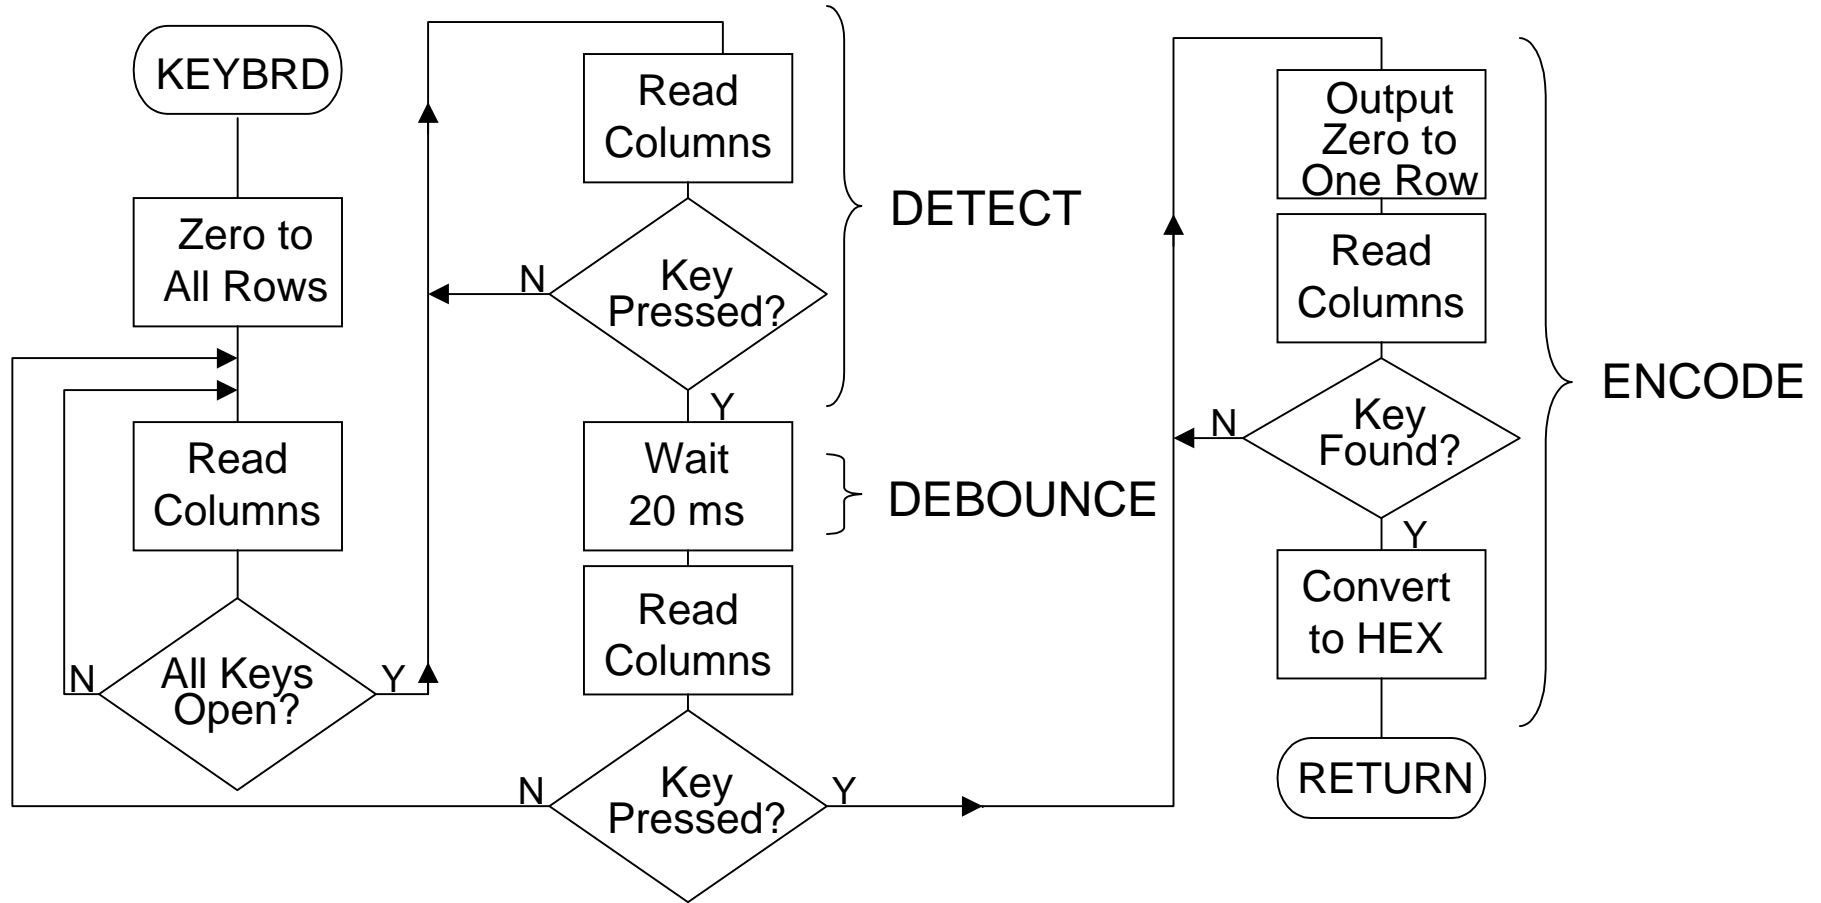 KEYBRD
Zero to
All Rows
Read
Columns
All Keys
Open?
N
Y
Read
Columns
Key
Pressed?
N
Y
DETECT
Wait
20 ms
DEBOUNCE
Read
Columns
Key
Pressed?
N
Y
Output
Zero to
One Row
Read
Columns
Key
Found?
N
Y
Convert
to HEX
ENCODE
RETURN